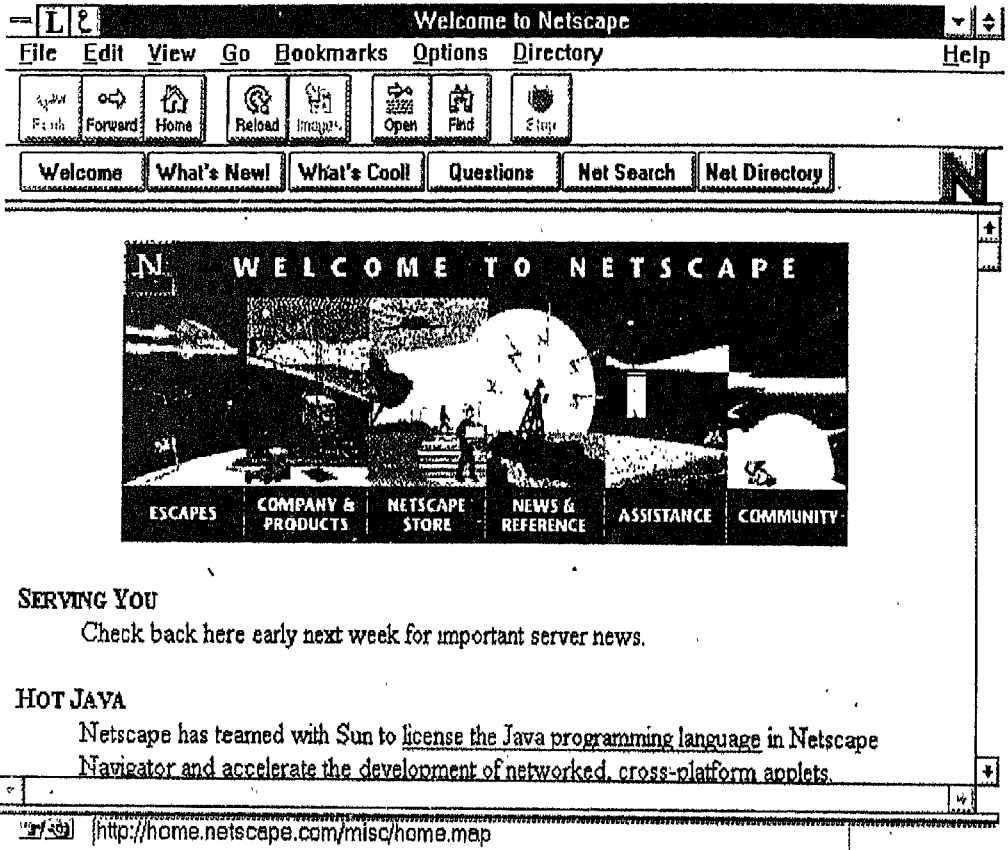 Welcome to Netscape
File Edit View Go Bookmarks Options Directory Help
Forward Home Reload Images Open Find Stop
Welcome What's New! What's Cool! Questions Net Search Net Directory
N
N WELCOME TO NETSCAPE
ESCAPES COMPANY & PRODUCTS NETSCAPE STORE NEWS & REFERENCE ASSISTANCE COMMUNITY
SERVING YOU
Check back here early next week for important server news.
HOT JAVA
Netscape has teamed with Sun to license the Java programming language in Netscape
Navigator and accelerate the development of networked, cross-platform applets.
http://home.netscape.com/misc/home.map